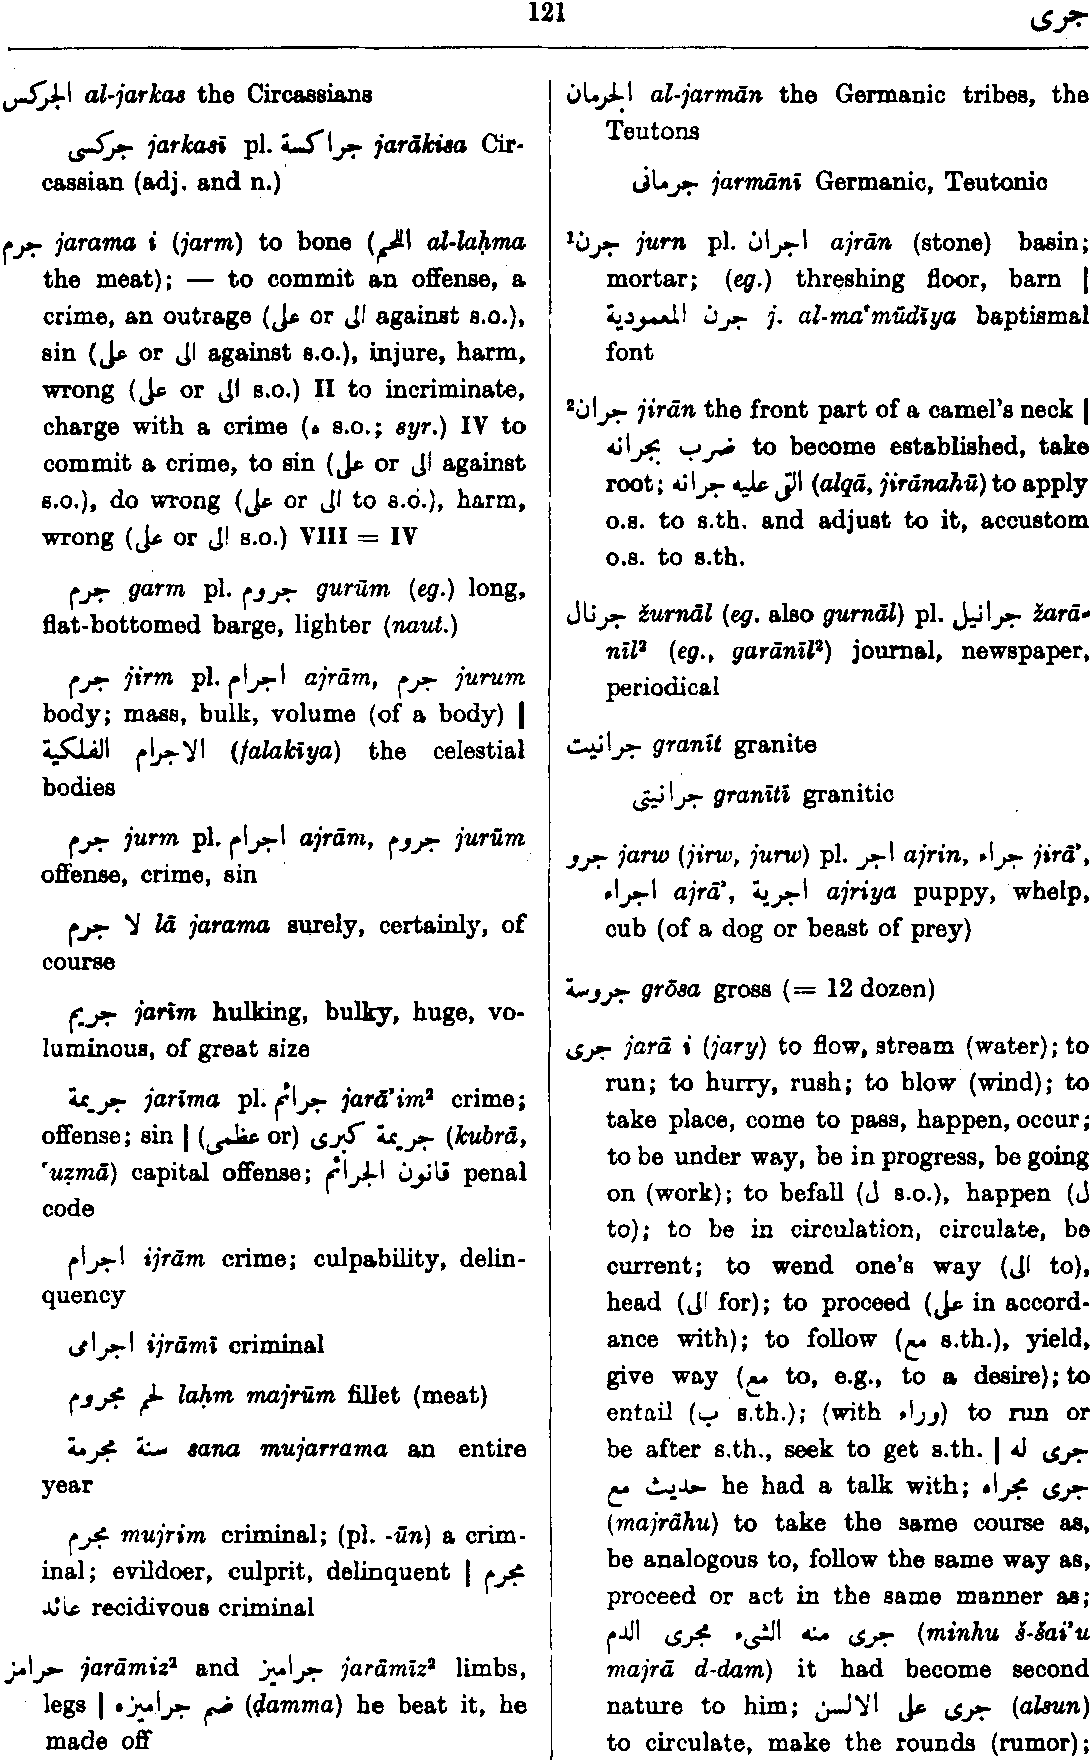 121
جرى
الجركس al-jarkas the Circassians
جركسى jarkasī pl. جراكسة jarākisa Cir-
cassian (adj. and n.)
جرم jarama i (jarm) to bone (اللحم al-laḥma
the meat); — to commit an offense, a
crime, an outrage (على or الى against s.o.),
sin (على or الى against s.o.), injure, harm,
wrong (على or الى s.o.) II to incriminate,
charge with a crime (ه s.o.; syr.) IV to
commit a crime, to sin (على or الى against
s.o.), do wrong (على or الى to s.o.), harm,
wrong (على or الى s.o.) VIII = IV
جرم garm pl. جروم gurūm (eg.) long,
flat-bottomed barge, lighter (naut.)
جرم jirm pl. اجرام ajrām, جرم jurum
body; mass, bulk, volume (of a body) |
الاجرام الفلكية (falakīya) the celestial
bodies
جرم jurm pl. اجرام ajrām, جروم jurūm
offense, crime, sin
لا جرم lā jarama surely, certainly, of
course
جريم jarīm hulking, bulky, huge, vo-
luminous, of great size
جريمة jarīma pl. جرائم jarā'im² crime;
offense; sin | جريمة كبرى (or عظمى) (kubrā,
ʿuẓmā) capital offense; قانون الجرائم penal
code
اجرام ijrām crime; culpability, delin-
quency
اجرامى ijrāmī criminal
لحم مجروم laḥm majrūm fillet (meat)
سنة مجرمة sana mujarrama an entire
year
مجرم mujrim criminal; (pl. -ūn) a crim-
inal; evildoer, culprit, delinquent | مجرم
عائد recidivous criminal
جرامز jarāmiz² and جراميز jarāmīz² limbs,
legs | ضم جراميزه (ḍamma) he beat it, he
made off
الجرمان al-jarmān the Germanic tribes, the
Teutons
جرمانى jarmānī Germanic, Teutonic
¹جرن jurn pl. اجران ajrān (stone) basin;
mortar; (eg.) threshing floor, barn |
جرن المعمودية j. al-maʿmūdīya baptismal
font
²جران jirān the front part of a camel's neck |
ضرب بجرانه to become established, take
root; القى عليه جرانه (alqā, jirānahū) to apply
o.s. to s.th. and adjust to it, accustom
o.s. to s.th.
جرنال žurnāl (eg. also gurnāl) pl. جرانيل žarā-
nīl² (eg., garānīl²) journal, newspaper,
periodical
جرانيت granīt granite
جرانيتى granītī granitic
جرو jarw (jirw, jurw) pl. اجر ajrin, جراء jirā',
اجراء ajrā', اجرية ajriya puppy, whelp,
cub (of a dog or beast of prey)
جروسة grōsa gross (= 12 dozen)
جرى jarā i (jary) to flow, stream (water); to
run; to hurry, rush; to blow (wind); to
take place, come to pass, happen, occur;
to be under way, be in progress, be going
on (work); to befall (ل s.o.), happen (ل
to); to be in circulation, circulate, be
current; to wend one's way (الى to),
head (الى for); to proceed (على in accord-
ance with); to follow (مع s.th.), yield,
give way (مع to, e.g., to a desire); to
entail (ب s.th.); (with وراء) to run or
be after s.th., seek to get s.th. | جرى له
حديث مع he had a talk with; جرى مجراه
(majrāhu) to take the same course as,
be analogous to, follow the same way as,
proceed or act in the same manner as;
جرى منه الشىء مجرى الدم (minhu š-šai'u
majrā d-dam) it had become second
nature to him; جرى على الالسن (alsun)
to circulate, make the rounds (rumor);